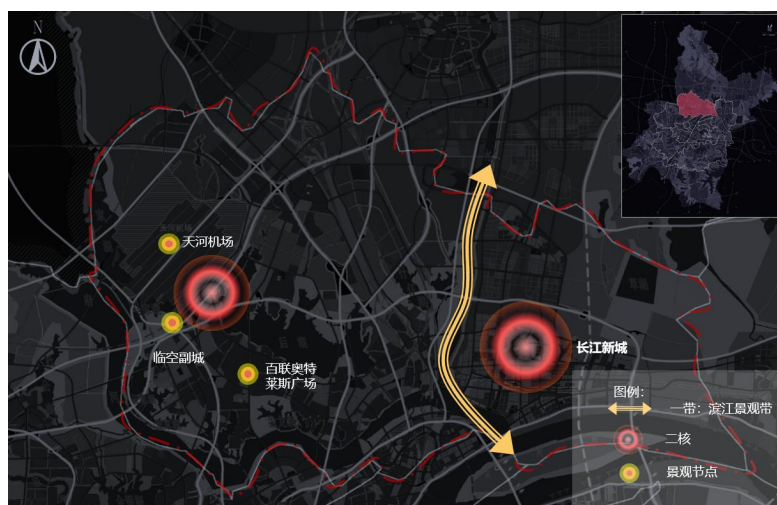 N
天河机场
临空副城
百联奥特
莱斯广场
长江新城
图例：
一带：滨江景观带
二核
景观节点